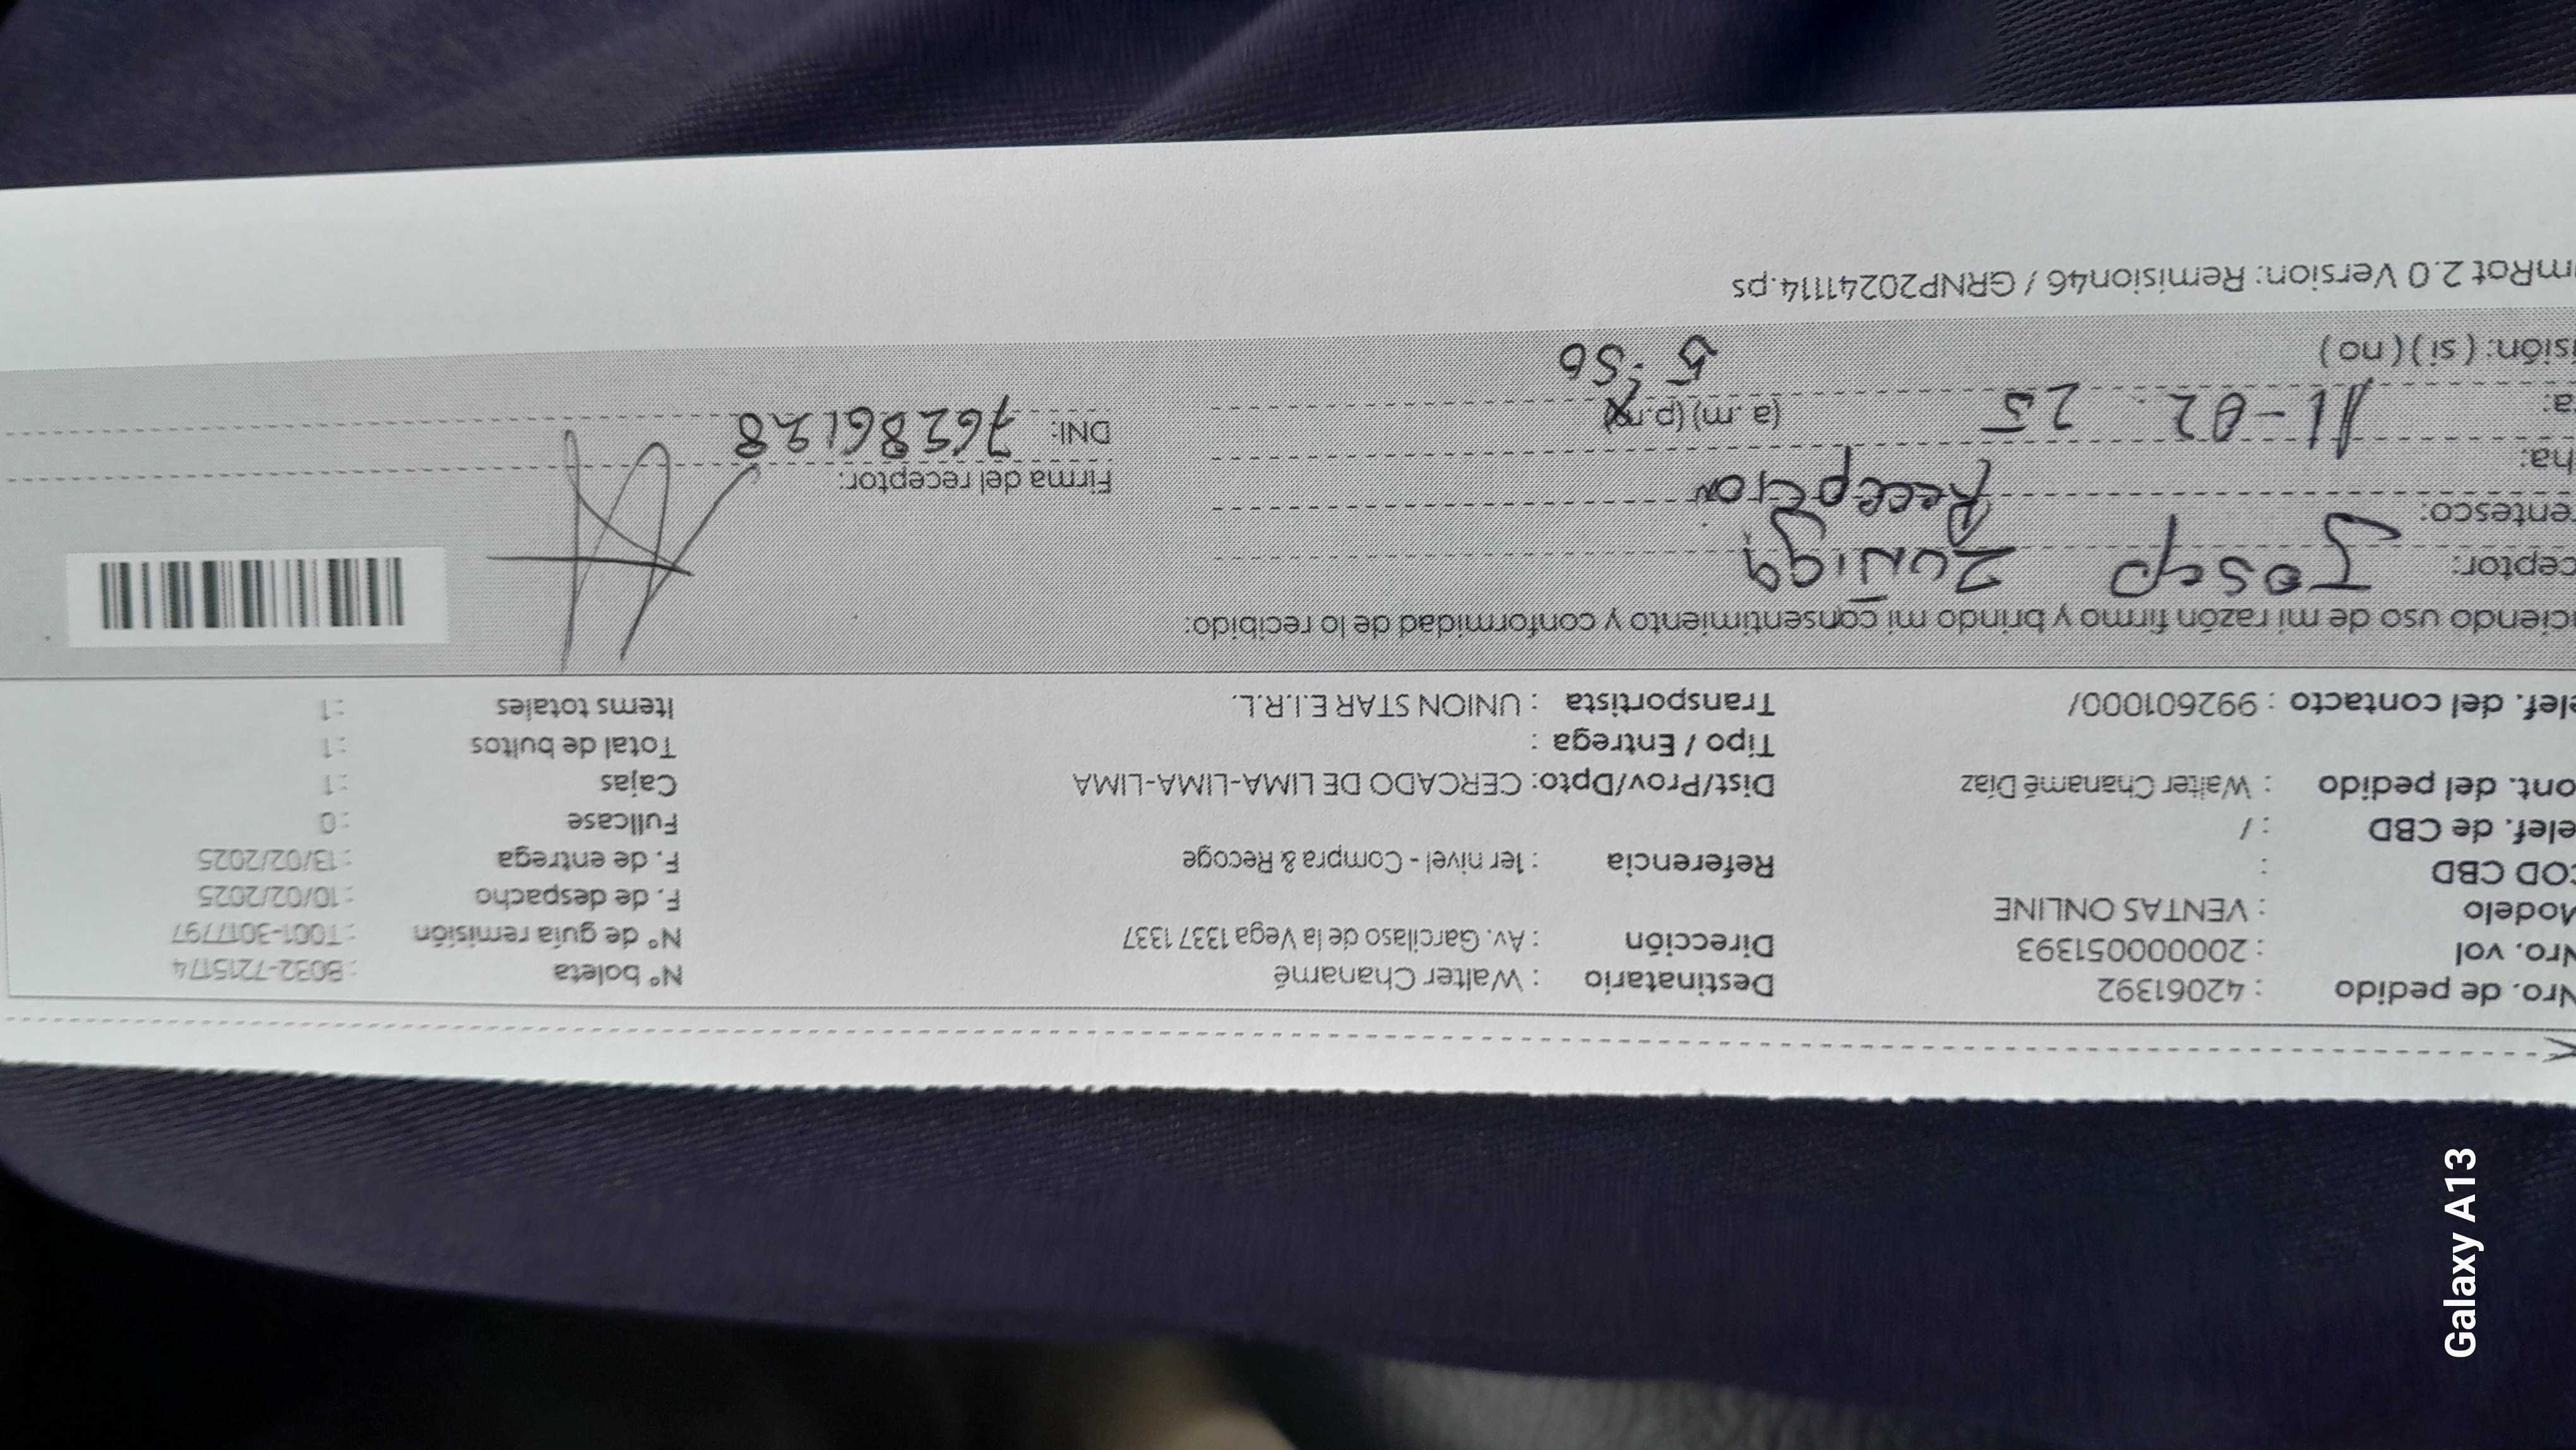 Nro. de pedido : 42061392 Destinatario : Walter Chanamé N° boleta : B032-7215174
Nro. vol : 20000051393 Dirección : Av. Garcilaso de la Vega 1337 1337 N° de guía remisión : T001-3017797
Modelo : VENTAS ONLINE F. de despacho : 10/02/2025
COD CBD : Referencia : 1er nivel - Compra & Recoge F. de entrega : 13/02/2025
elef. de CBD : / Fullcase : 0
ont. del pedido : Walter Chanamé Díaz Dist/Prov/Dpto: CERCADO DE LIMA-LIMA-LIMA Cajas : 1
Tipo / Entrega : Total de bultos : 1
elef. del contacto : 992601000/ Transportista : UNION STAR E.I.R.L. Items totales : 1
ciendo uso de mi razón firmo y brindo mi consentimiento y conformidad de lo recibido:
ceptor: Josep Zuñiga
entesco: Recepcion Firma del receptor:
ha: 11-02. 25
a: (a.m) (p.m) 5:56 DNI: 76286128
isión: (si) (no)
mRot 2.0 Version: Remision46 / GRNP20241114.ps
Galaxy A13